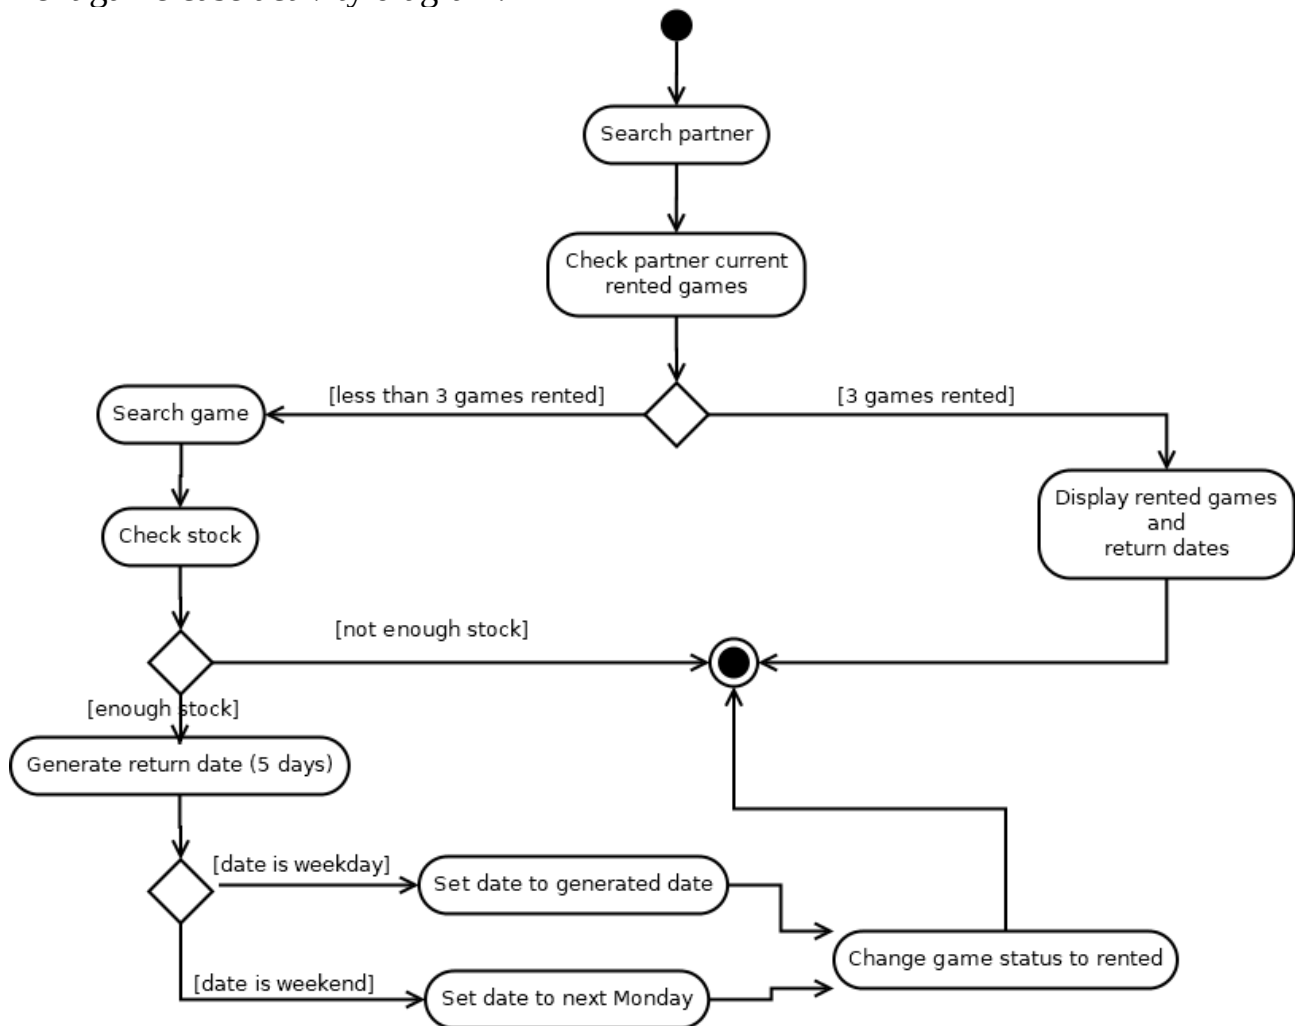 Search partner
Check partner current
rented games
[less than 3 games rented]
[3 games rented]
Search game
Display rented games
and
return dates
Check stock
[not enough stock]
[enough stock]
Generate return date (5 days)
[date is weekday]
Set date to generated date
Change game status to rented
[date is weekend]
Set date to next Monday